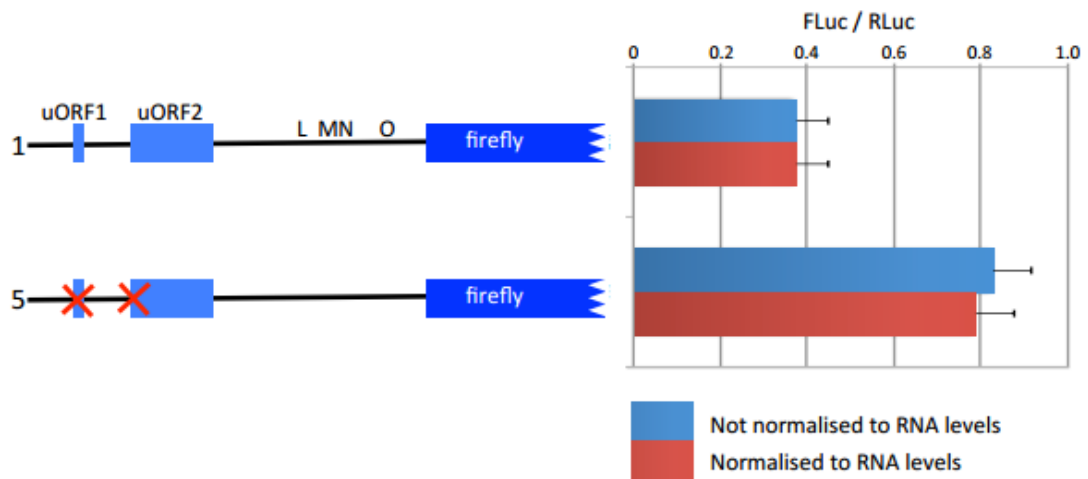 FLuc / RLuc
0 0.2 0.4 0.6 0.8 1.0
uORF1 uORF2 L MN O
1 firefly
5 firefly
Not normalised to RNA levels
Normalised to RNA levels